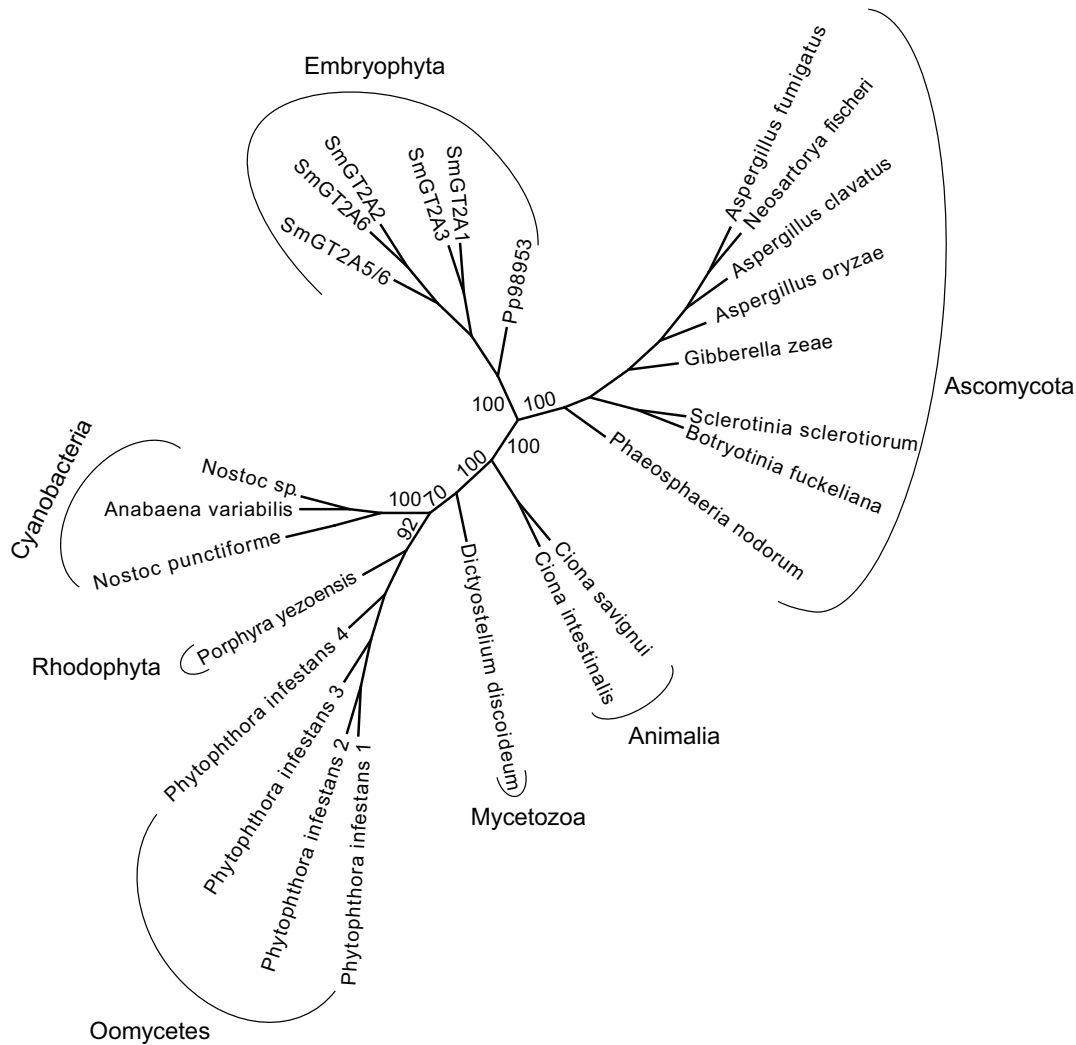 Embryophyta
SmGT2A5/6
SmGT2A6
SmGT2A2
SmGT2A3
SmGT2A1
Pp98953
Aspergillus fumigatus
Neosartorya fischeri
Aspergillus clavatus
Aspergillus oryzae
Gibberella zeae
Sclerotinia sclerotiorum
Botryotinia fuckeliana
Phaeosphaeria nodorum
Ascomycota
100
100
100
100
100
70
92
Cyanobacteria
Nostoc sp.
Anabaena variabilis
Nostoc punctiforme
Rhodophyta
Porphyra yezoensis
Phytophthora infestans 4
Phytophthora infestans 3
Phytophthora infestans 2
Phytophthora infestans 1
Oomycetes
Dictyostelium discoideum
Mycetozoa
Ciona intestinalis
Ciona savignui
Animalia